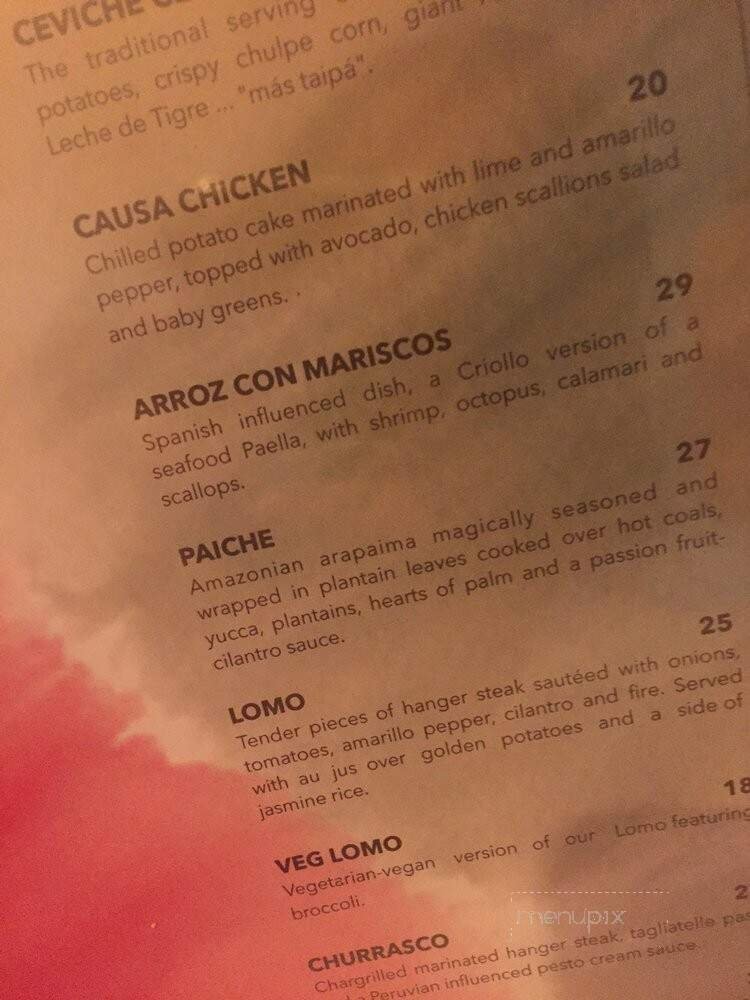 CEVICHE
The traditional serving
potatoes, crispy chulpe corn, giant
Leche de Tigre ... "más taipá".
20
CAUSA CHiCKEN
Chilled potato cake marinated with lime and amarillo
pepper, topped with avocado, chicken scallions salad
and baby greens. .
29
ARROZ CON MARISCOS
Spanish influenced dish, a Criollo version of a
seafood Paella, with shrimp, octopus, calamari and
scallops.
27
PAICHE
Amazonian arapaima magically seasoned and
wrapped in plantain leaves cooked over hot coals,
yucca, plantains, hearts of palm and a passion fruit-
cilantro sauce.
25
LOMO
Tender pieces of hanger steak sautéed with onions,
tomatoes, amarillo pepper, cilantro and fire. Served
with au jus over golden potatoes and a side of
jasmine rice.
18
VEG LOMO
Vegetarian-vegan version of our Lomo featuring
broccoli.
2
CHURRASCO
Chargrilled marinated hanger steak, tagliatelle pas
Peruvian influenced pesto cream sauce.
menupix